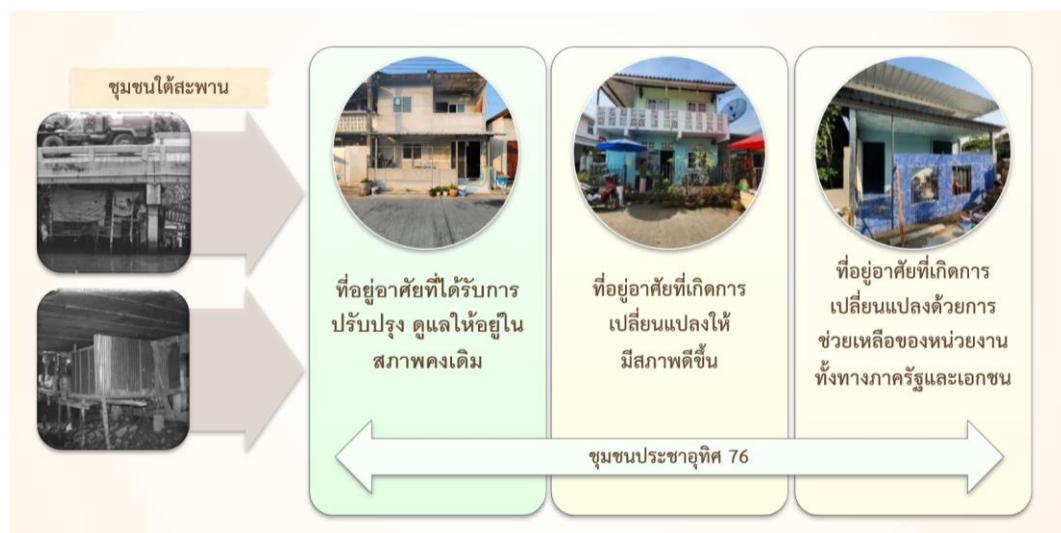 ชุมชนใต้สะพาน
ที่อยู่อาศัยที่ได้รับการ
ปรับปรุง ดูแลให้อยู่ใน
สภาพคงเดิม
ที่อยู่อาศัยที่เกิดการ
เปลี่ยนแปลงให้
มีสภาพดีขึ้น
ที่อยู่อาศัยที่เกิดการ
เปลี่ยนแปลงด้วยการ
ช่วยเหลือของหน่วยงาน
ทั้งทางภาครัฐและเอกชน
ชุมชนประชาอุทิศ 76